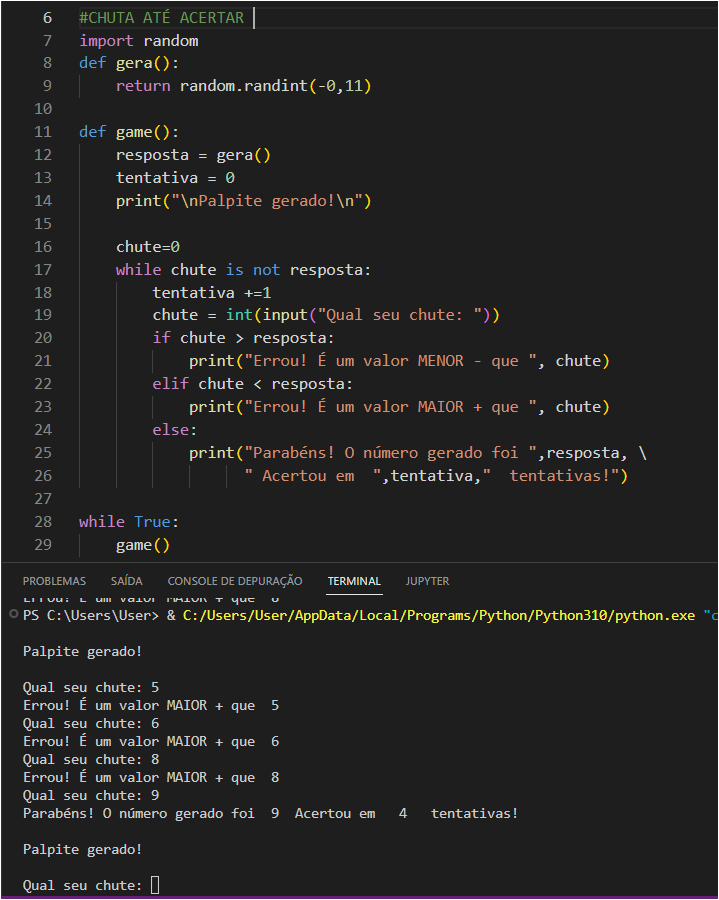 6 #CHUTA ATÉ ACERTAR
7 import random
8 def gera():
9 return random.randint(-0,11)
10
11 def game():
12 resposta = gera()
13 tentativa = 0
14 print("\nPalpite gerado!\n")
15
16 chute=0
17 while chute is not resposta:
18 tentativa +=1
19 chute = int(input("Qual seu chute: "))
20 if chute > resposta:
21 print("Errou! É um valor MENOR - que ", chute)
22 elif chute < resposta:
23 print("Errou! É um valor MAIOR + que ", chute)
24 else:
25 print("Parabéns! O número gerado foi ",resposta, \
26 " Acertou em  ",tentativa,"  tentativas!")
27
28 while True:
29 game()
PROBLEMAS SAÍDA CONSOLE DE DEPURAÇÃO TERMINAL JUPYTER
Errou! É um valor MAIOR + que  8
PS C:\Users\User> & C:/Users/User/AppData/Local/Programs/Python/Python310/python.exe "c
Palpite gerado!
Qual seu chute: 5
Errou! É um valor MAIOR + que  5
Qual seu chute: 6
Errou! É um valor MAIOR + que  6
Qual seu chute: 8
Errou! É um valor MAIOR + que  8
Qual seu chute: 9
Parabéns! O número gerado foi  9  Acertou em   4   tentativas!
Palpite gerado!
Qual seu chute: